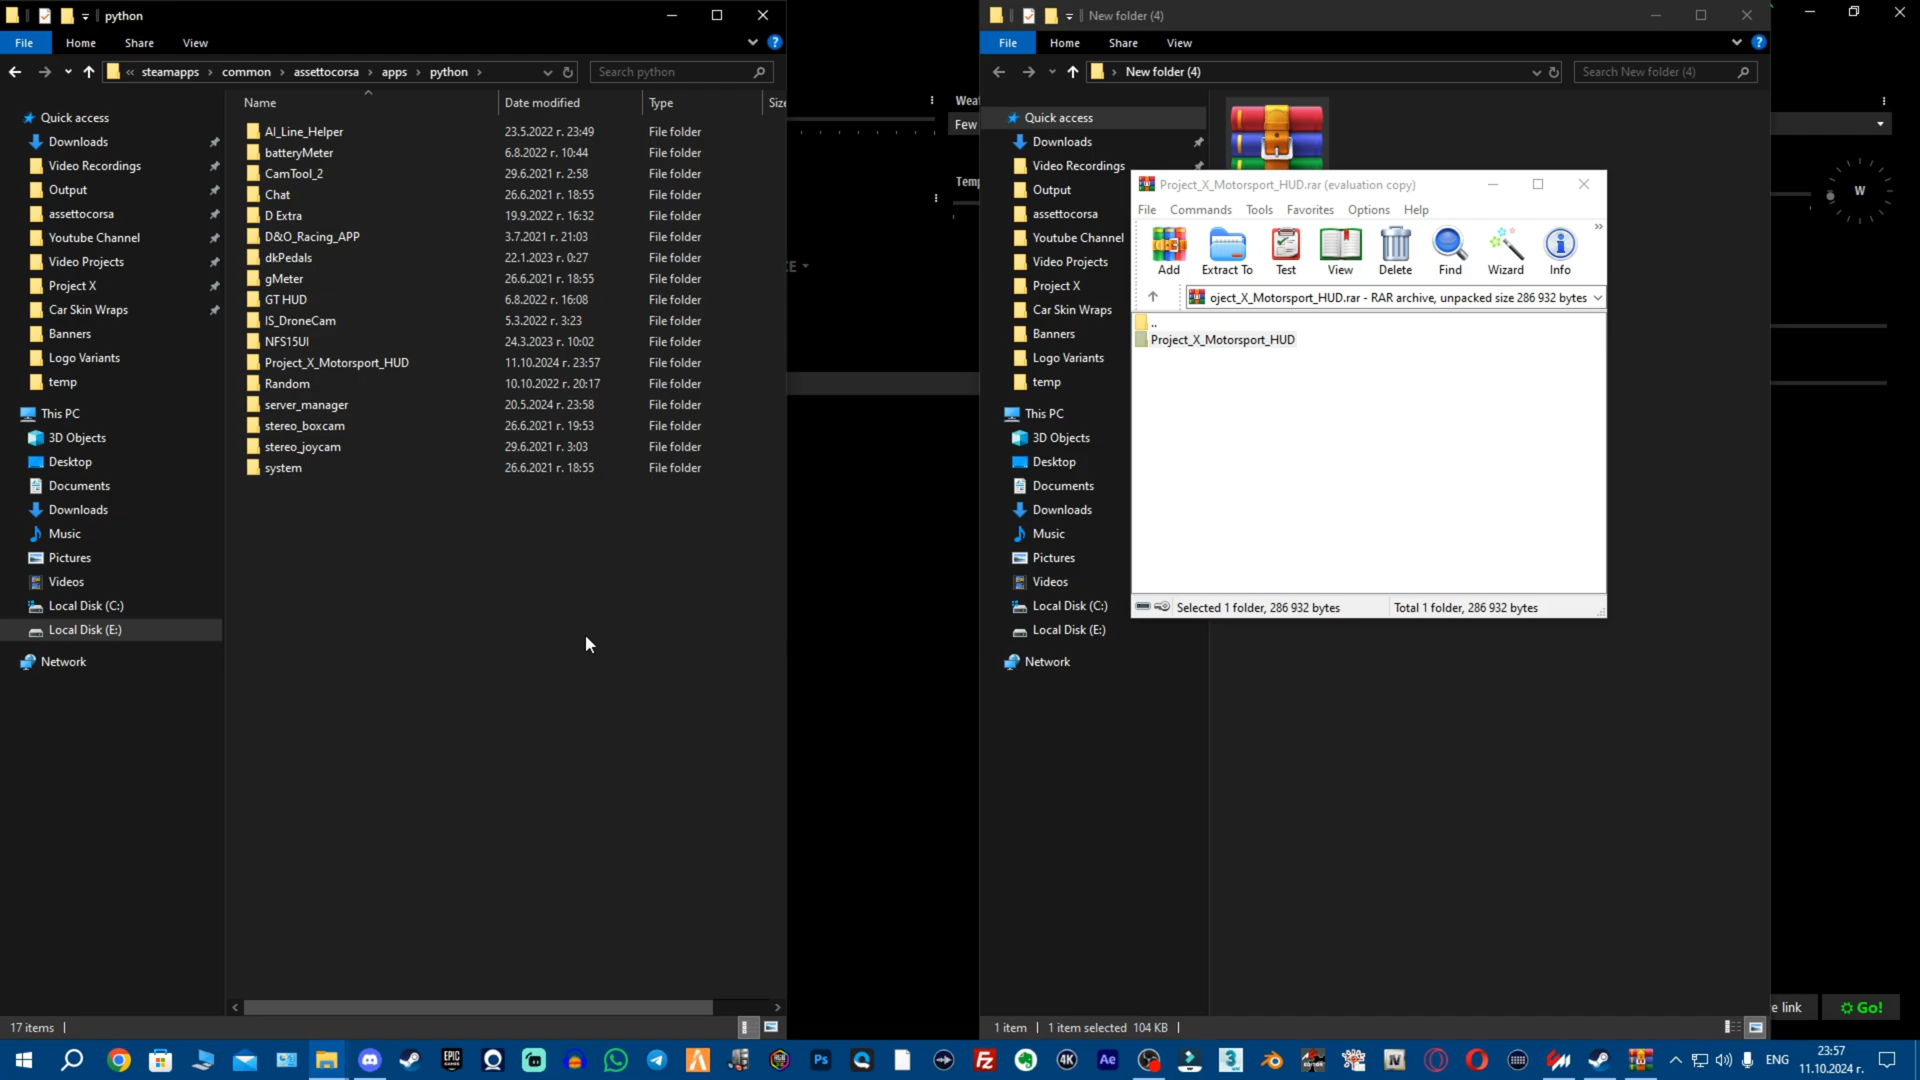 python
File
Home
Share
View
« steamapps › common › assettocorsa › apps › python ›
Search python
Quick access
Downloads
Video Recordings
Output
assettocorsa
Youtube Channel
Video Projects
Project X
Car Skin Wraps
Banners
Logo Variants
temp
This PC
3D Objects
Desktop
Documents
Downloads
Music
Pictures
Videos
Local Disk (C:)
Local Disk (E:)
Network
Name Date modified Type Size
AI_Line_Helper 23.5.2022 г. 23:49 File folder
batteryMeter 6.8.2022 г. 10:44 File folder
CamTool_2 29.6.2021 г. 2:58 File folder
Chat 26.6.2021 г. 18:55 File folder
D Extra 19.9.2022 г. 16:32 File folder
D&O_Racing_APP 3.7.2021 г. 21:03 File folder
dkPedals 22.1.2023 г. 0:27 File folder
gMeter 26.6.2021 г. 18:55 File folder
GT HUD 6.8.2022 г. 16:08 File folder
IS_DroneCam 5.3.2022 г. 3:23 File folder
NFS15UI 24.3.2023 г. 10:02 File folder
Project_X_Motorsport_HUD 11.10.2024 г. 23:57 File folder
Random 10.10.2022 г. 20:17 File folder
server_manager 20.5.2024 г. 23:58 File folder
stereo_boxcam 26.6.2021 г. 19:53 File folder
stereo_joycam 29.6.2021 г. 3:03 File folder
system 26.6.2021 г. 18:55 File folder
17 items
Wea
Few
Temp
E
New folder (4)
File
Home
Share
View
› New folder (4)
Search New folder (4)
Quick access
Downloads
Video Recordings
Output
assettocorsa
Youtube Channel
Video Projects
Project X
Car Skin Wraps
Banners
Logo Variants
temp
This PC
3D Objects
Desktop
Documents
Downloads
Music
Pictures
Videos
Local Disk (C:)
Local Disk (E:)
Network
Project_X_Motorsport_HUD.rar (evaluation copy)
File Commands Tools Favorites Options Help
Add Extract To Test View Delete Find Wizard Info
oject_X_Motorsport_HUD.rar - RAR archive, unpacked size 286 932 bytes
..
Project_X_Motorsport_HUD
Selected 1 folder, 286 932 bytes
Total 1 folder, 286 932 bytes
1 item
1 item selected 104 KB
W
e link
Go!
EPIC GAMES
Ps
4K
Ae
3
IV
ENG
23:57
11.10.2024 г.